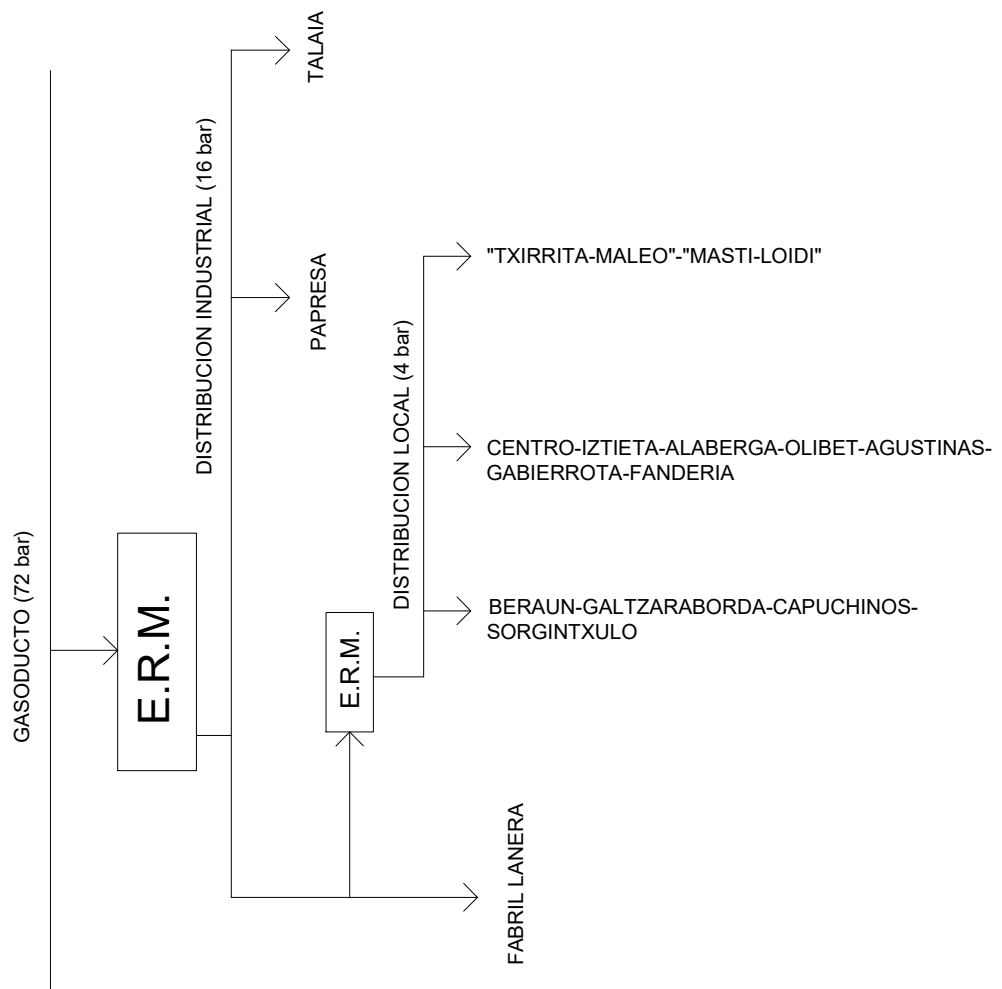 GASODUCTO (72 bar)
E.R.M.
DISTRIBUCION INDUSTRIAL (16 bar)
TALAIA
PAPRESA
FABRIL LANERA
E.R.M.
DISTRIBUCION LOCAL (4 bar)
"TXIRRITA-MALEO"-"MASTI-LOIDI"
CENTRO-IZTIETA-ALABERGA-OLIBET-AGUSTINAS-
GABIERROTA-FANDERIA
BERAUN-GALTZARABORDA-CAPUCHINOS-
SORGINTXULO